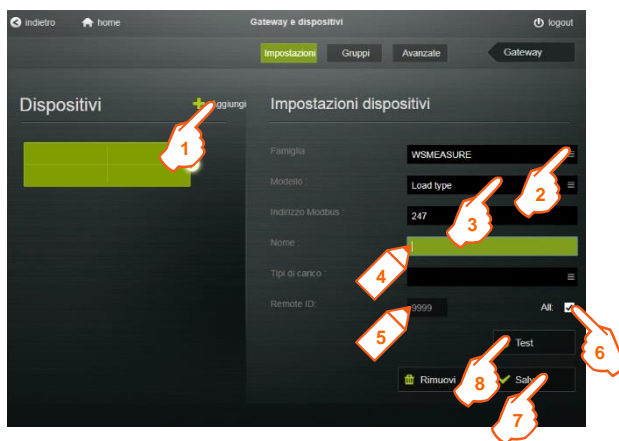 indietro home Gateway e dispositivi logout
Impostazioni Gruppi Avanzate Gateway
Dispositivi Aggiungi Impostazioni dispositivi
1
Famiglia WSMEASURE
2
Modello : Load type
3
Indirizzo Modbus : 247
Nome :
4
Tipi di carico :
Remote ID: 9999 All:
5
6
Test
Rimuovi
8
7